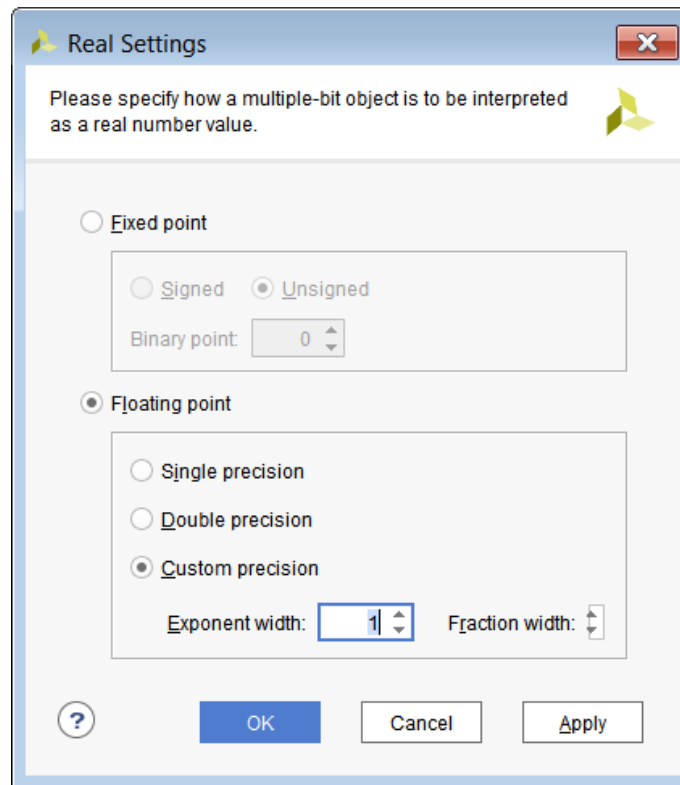 Real Settings
Please specify how a multiple-bit object is to be interpreted
as a real number value.
Fixed point
Signed Unsigned
Binary point: 0
Floating point
Single precision
Double precision
Custom precision
Exponent width: 1 Fraction width:
? OK Cancel Apply